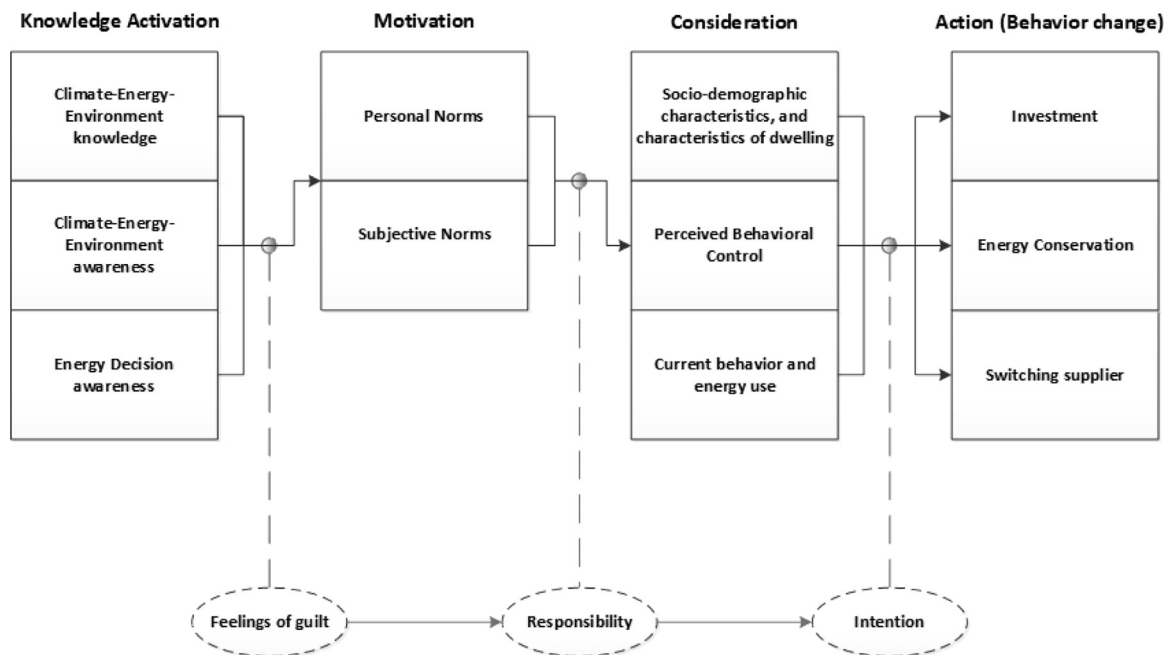 Knowledge Activation
Motivation
Consideration
Action (Behavior change)
Climate-Energy-
Environment
knowledge
Climate-Energy-
Environment
awareness
Energy Decision
awareness
Personal Norms
Subjective Norms
Socio-demographic
characteristics, and
characteristics of dwelling
Perceived Behavioral
Control
Current behavior and
energy use
Investment
Energy Conservation
Switching supplier
Feelings of guilt
Responsibility
Intention